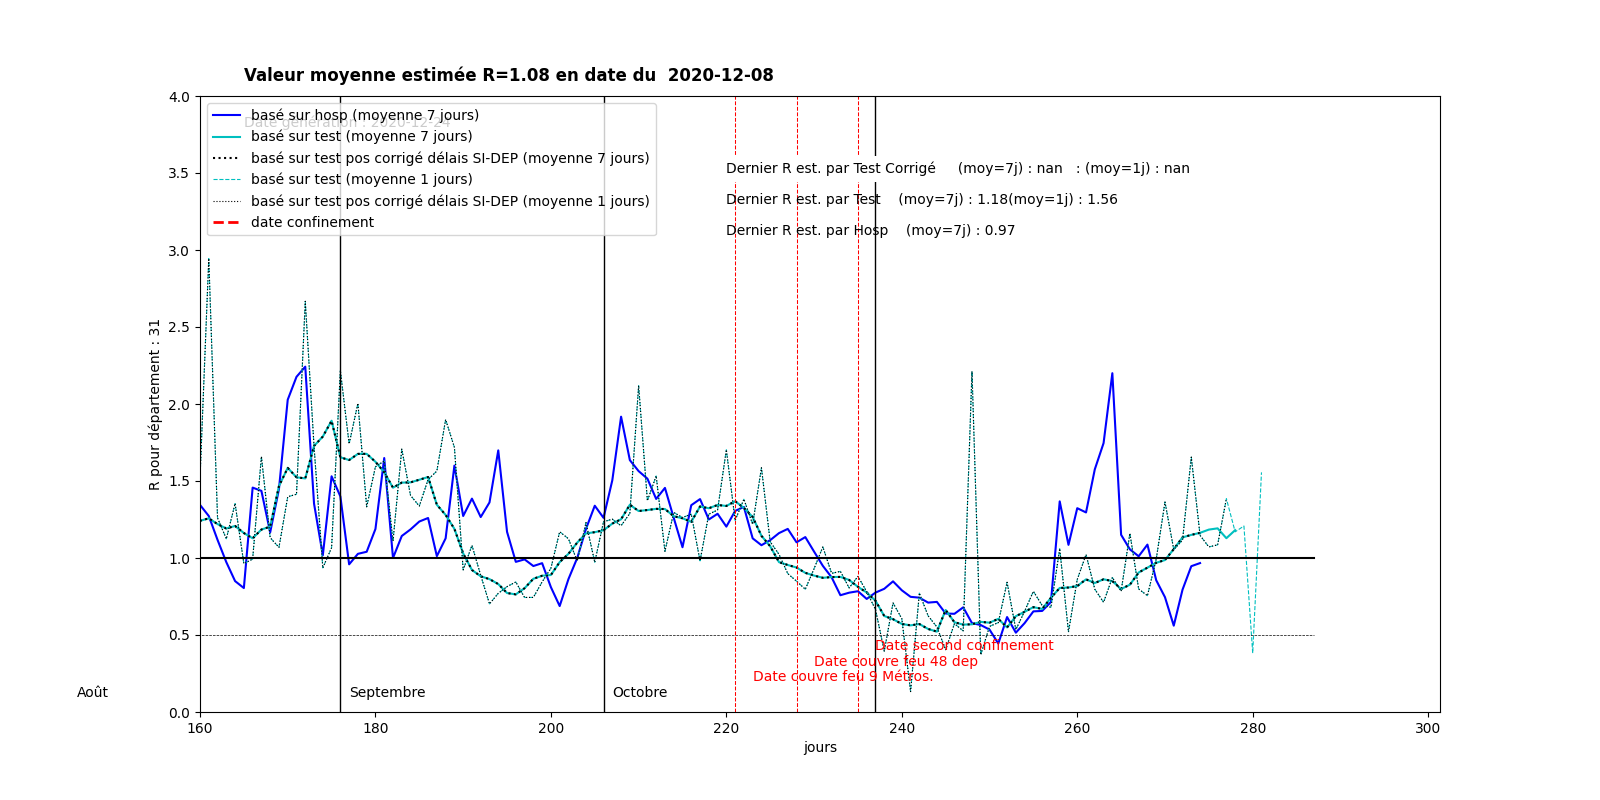 Valeur moyenne estimée R=1.08 en date du  2020-12-08
Date génération : 2020-12-24
basé sur hosp (moyenne 7 jours)
basé sur test (moyenne 7 jours)
basé sur test pos corrigé délais SI-DEP (moyenne 7 jours)
basé sur test (moyenne 1 jours)
basé sur test pos corrigé délais SI-DEP (moyenne 1 jours)
date confinement
Dernier R est. par Test Corrigé     (moy=7j) : nan   : (moy=1j) : nan
Dernier R est. par Test    (moy=7j) : 1.18(moy=1j) : 1.56
Dernier R est. par Hosp    (moy=7j) : 0.97
R pour département : 31
4.0
3.5
3.0
2.5
2.0
1.5
1.0
0.5
0.0
Date second confinement
Date couvre feu 48 dep
Date couvre feu 9 Métros.
Août
Septembre
Octobre
160
180
200
220
240
260
280
300
jours